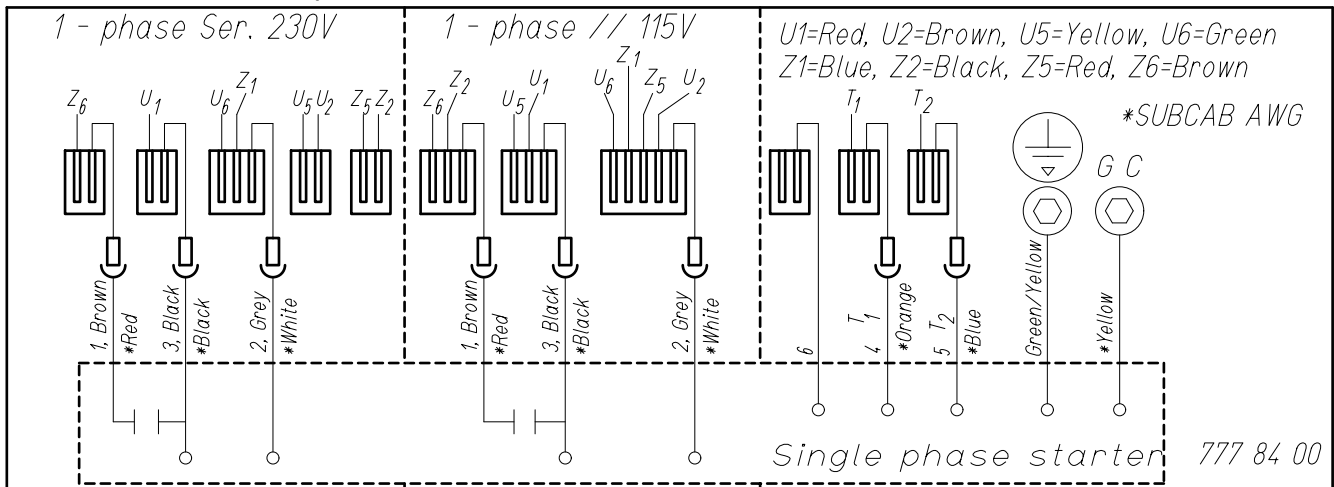 1 - phase Ser. 230V
Z6 U1 U6 Z1 U5 U2 Z5 Z2
1, Brown
*Red
3, Black
*Black
2, Grey
*White
1 - phase // 115V
Z6 Z2 U5 U1 U6 Z1 Z5 U2
1, Brown
*Red
3, Black
*Black
2, Grey
*White
U1=Red, U2=Brown, U5=Yellow, U6=Green
Z1=Blue, Z2=Black, Z5=Red, Z6=Brown
*SUBCAB AWG
T1 T2
G C
6
4 T1
*Orange
5 T2
*Blue
Green/Yellow
*Yellow
Single phase starter
777 84 00